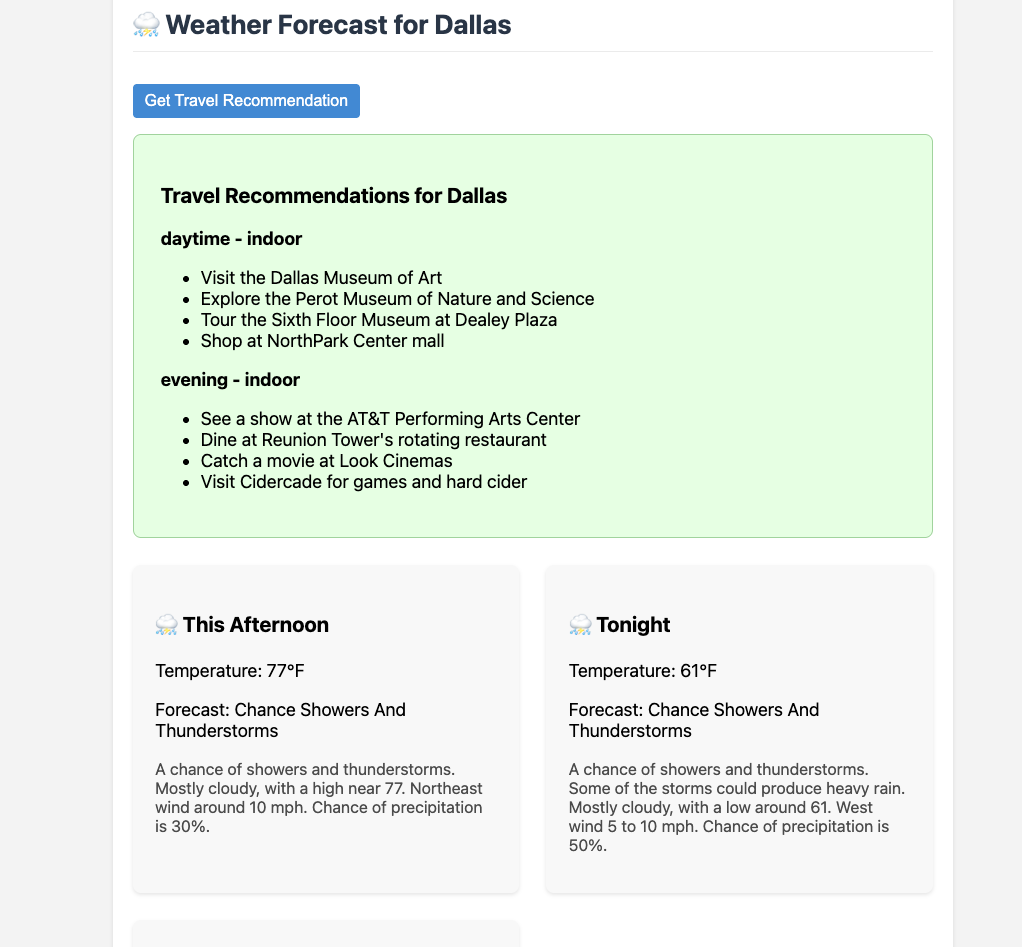 Weather Forecast for Dallas
Get Travel Recommendation
Travel Recommendations for Dallas
daytime - indoor
Visit the Dallas Museum of Art
Explore the Perot Museum of Nature and Science
Tour the Sixth Floor Museum at Dealey Plaza
Shop at NorthPark Center mall
evening - indoor
See a show at the AT&T Performing Arts Center
Dine at Reunion Tower's rotating restaurant
Catch a movie at Look Cinemas
Visit Cidercade for games and hard cider
This Afternoon
Temperature: 77°F
Forecast: Chance Showers And
Thunderstorms
A chance of showers and thunderstorms.
Mostly cloudy, with a high near 77. Northeast
wind around 10 mph. Chance of precipitation
is 30%.
Tonight
Temperature: 61°F
Forecast: Chance Showers And
Thunderstorms
A chance of showers and thunderstorms.
Some of the storms could produce heavy rain.
Mostly cloudy, with a low around 61. West
wind 5 to 10 mph. Chance of precipitation is
50%.